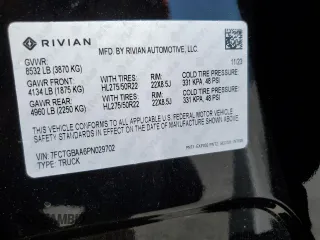 RIVIAN
MFD. BY RIVIAN AUTOMOTIVE, LLC.
11/23
GVWR:
8532 LB (3870 KG)
GAWR FRONT: WITH TIRES: RIM: COLD TIRE PRESSURE:
4134 LB (1875 KG) HL275/50R22 22X8.5J 331 KPA, 48 PSI
GAWR REAR: WITH TIRES: RIM: COLD TIRE PRESSURE:
4960 LB (2250 KG) HL275/50R22 22X8.5J 331 KPA, 48 PSI
THIS VEHICLE CONFORMS TO ALL APPLICABLE FEDERAL MOTOR VEHICLE
SAFETY STANDARDS IN EFFECT ON THE DATE OF MANUFACTURE SHOWN
ABOVE.
VIN: 7FCTGBAA6PN029702
TYPE: TRUCK